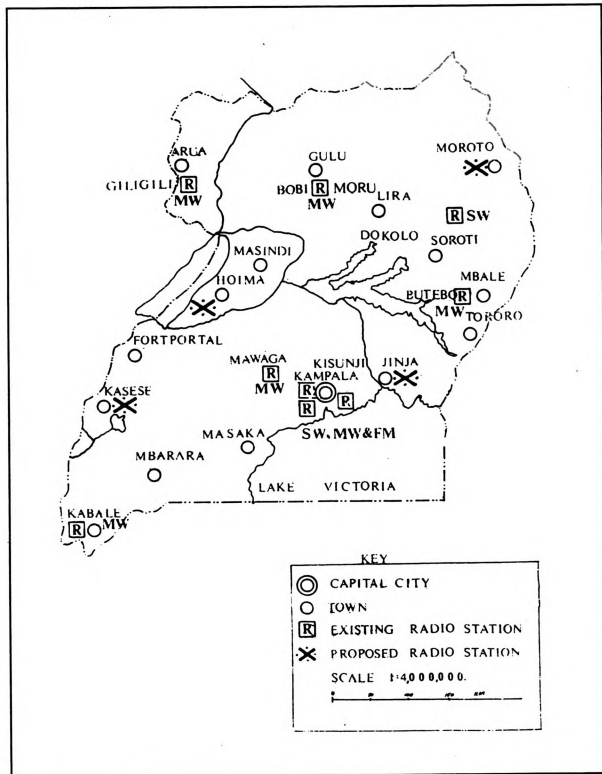 ARUA
GULU
MOROTO
GILIGILI
R
MW
BOBI
R
MORU
MW
LIRA
R
SW
DOKOLO
SOROTI
MASINDI
HOIMA
MBALE
BUTEBO
R
MW
TORORO
FORTPORTAL
MAWAGA
R
MW
KISUNJI
KAMPALA
JINJA
R
R
R
KASESE
SW, MW & FM
MASAKA
MBARARA
LAKE VICTORIA
KABALE
R
MW
KEY
CAPITAL CITY
TOWN
R EXISTING RADIO STATION
PROPOSED RADIO STATION
SCALE 1:4,000,000.